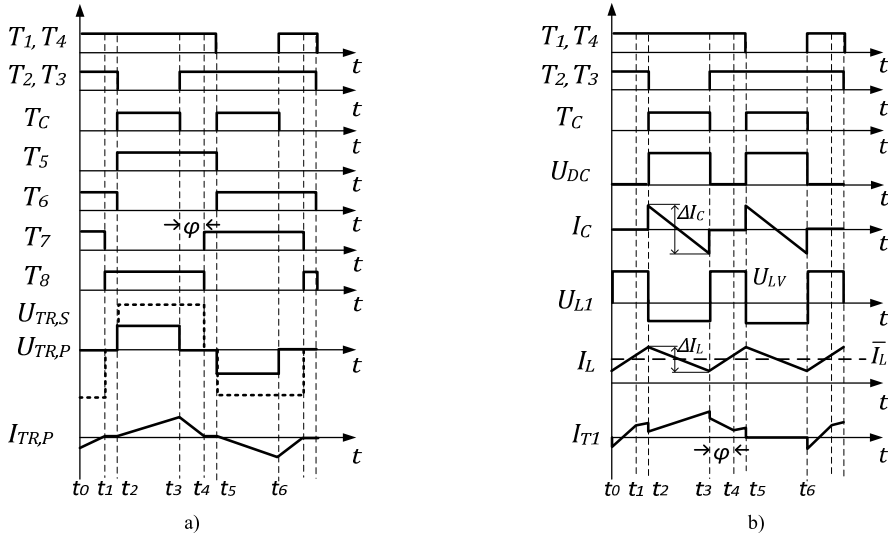 T1,T4
t
T2,T3
t
TC
t
T5
t
T6
t
φ
T7
t
T8
t
UTR,S
UTR,P
t
ITR,P
t
t0 t1 t2 t3 t4 t5 t6
a)
T1,T4
t
T2,T3
t
TC
t
UDC
t
ΔIC
IC
t
ULV
UL1
t
ΔIL
IL
ĪL
t
IT1
φ
t
t0 t1 t2 t3 t4 t5 t6
b)